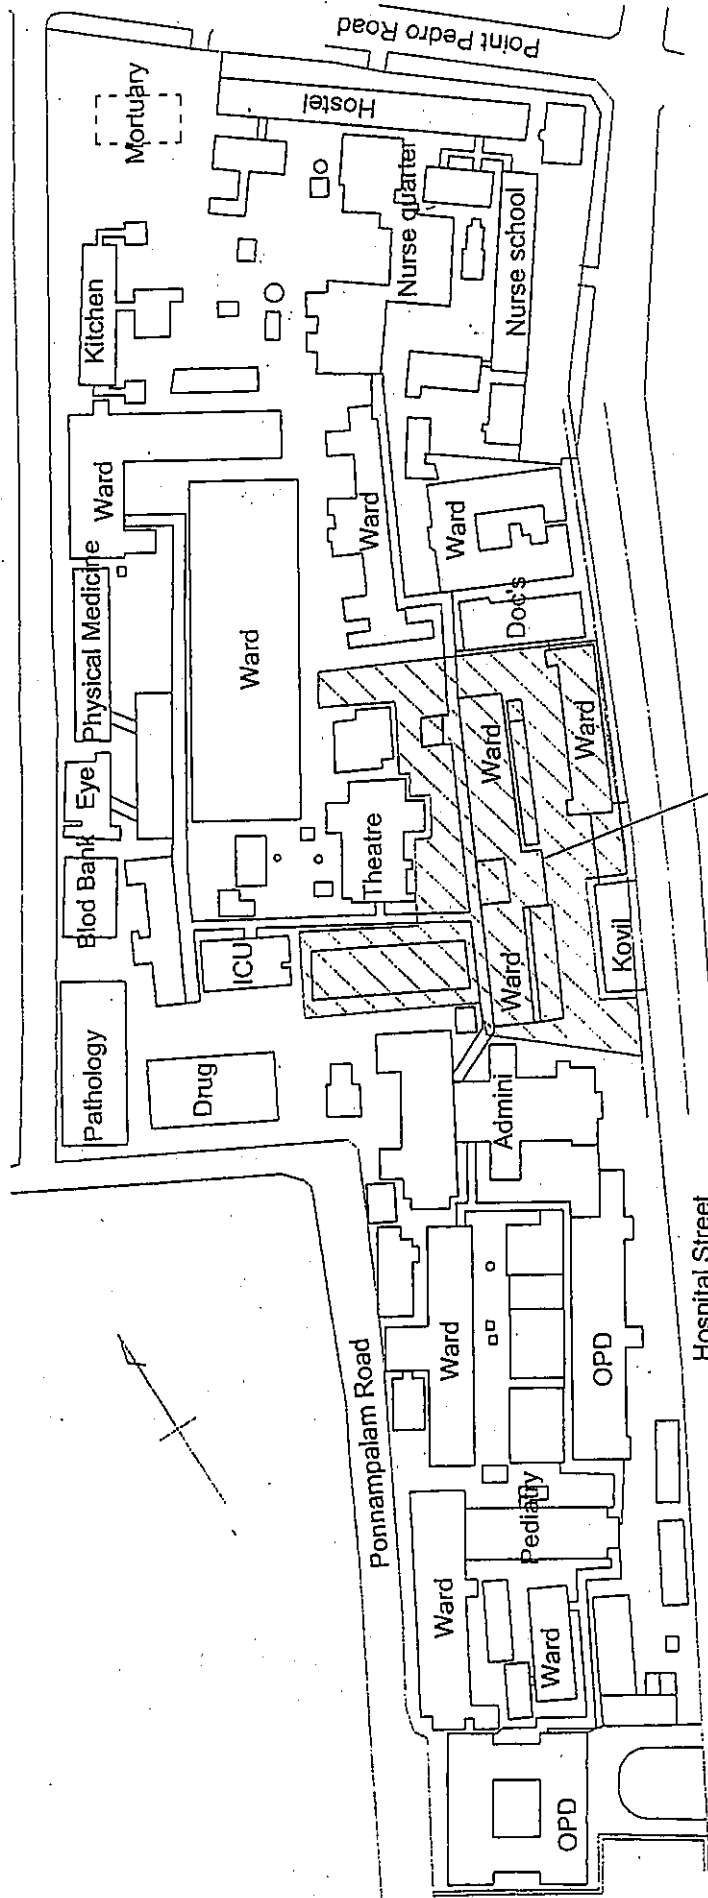 Point Pedro Road
Mortuary
Hostel
Nurse quarter
Kitchen
Nurse school
Ward
Ward
Ward
Physical Medicine
Ward
Doc's
Eye
Ward
Ward
Blod Bank
Theatre
Ward
ICU
Kovil
Pathology
Drug
Admini
Hospital Street
Ponnampalam Road
Ward
OPD
Pediatry
Ward
Ward
OPD